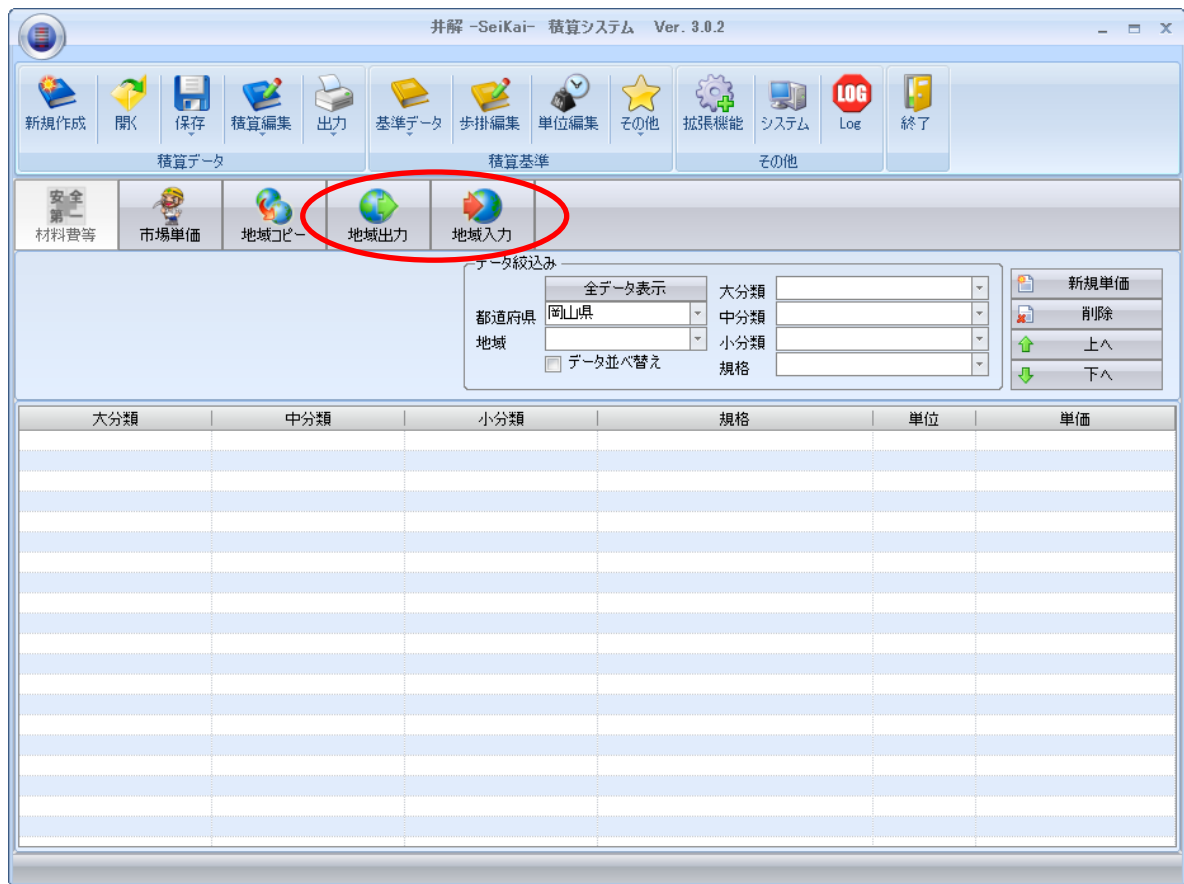 井解 -SeiKai- 積算システム Ver. 3.0.2
新規作成 開く 保存 積算編集 出力 基準データ 歩掛編集 単位編集 その他 拡張機能 システム LOG Log 終了
積算データ 積算基準 その他
安全
第一
材料費等 市場単価 地域コピー 地域出力 地域入力
データ絞込み
全データ表示 大分類 新規単価
都道府県 岡山県 中分類 削除
地域 小分類 上へ
データ並べ替え 規格 下へ
大分類 中分類 小分類 規格 単位 単価